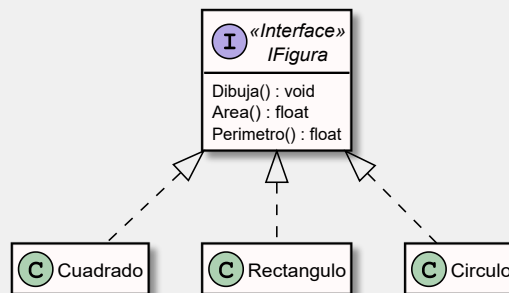 I «Interface»
IFigura
Dibuja() : void
Area() : float
Perimetro() : float
C Cuadrado
C Rectangulo
C Circulo